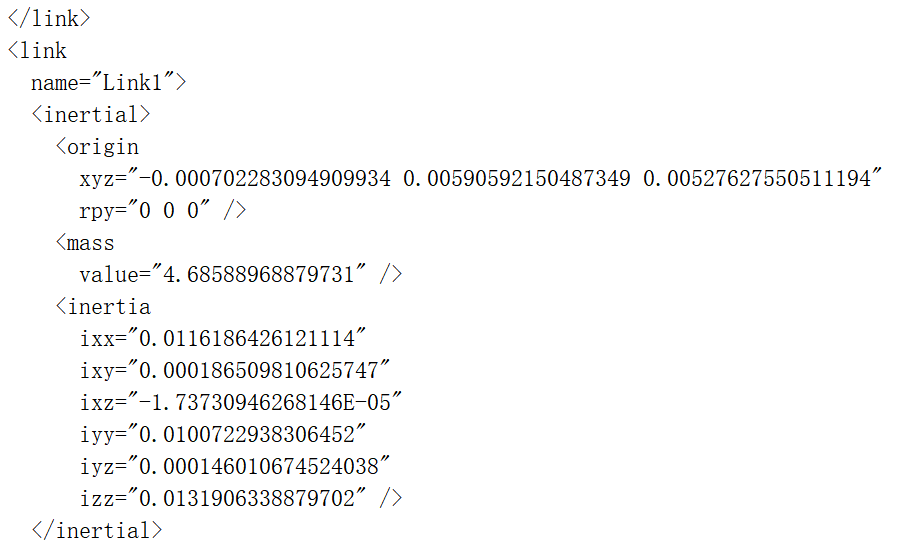 </link>
<link
name="Link1">
<inertial>
<origin
xyz="-0.000702283094909934 0.00590592150487349 0.00527627550511194"
rpy="0 0 0" />
<mass
value="4.68588968879731" />
<inertia
ixx="0.0116186426121114"
ixy="0.000186509810625747"
ixz="-1.73730946268146E-05"
iyy="0.0100722938306452"
iyz="0.000146010674524038"
izz="0.0131906338879702" />
</inertial>